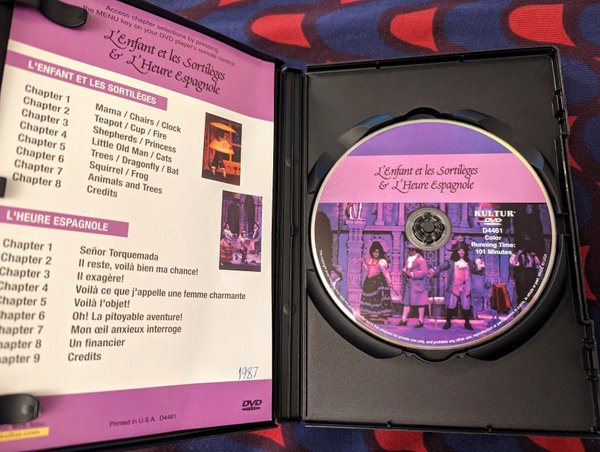 Access chapter selections by pressing
the MENU key on your DVD player's remote control
L'Enfant et les Sortilèges
& L'Heure Espagnole
L'ENFANT ET LES SORTILÈGES
Chapter 1 Mama / Chairs / Clock
Chapter 2 Teapot / Cup / Fire
Chapter 3 Shepherds / Princess
Chapter 4 Little Old Man / Cats
Chapter 5 Trees / Dragonfly / Bat
Chapter 6 Squirrel / Frog
Chapter 7 Animals and Trees
Chapter 8 Credits
L'HEURE ESPAGNOLE
Chapter 1 Señor Torquemada
Chapter 2 Il reste, voilà bien ma chance!
Chapter 3 Il exagère!
Chapter 4 Voilà ce que j'appelle une femme charmante
Chapter 5 Voilà l'objet!
Chapter 6 Oh! La pitoyable aventure!
Chapter 7 Mon œil anxieux interroge
Chapter 8 Un financier
Chapter 9 Credits
1987
DVD
VIDEO
Printed in U.S.A. D4461
L'Enfant et les Sortilèges
& L'Heure Espagnole
KULTUR
DVD
D4461
Color
Running Time:
101 Minutes